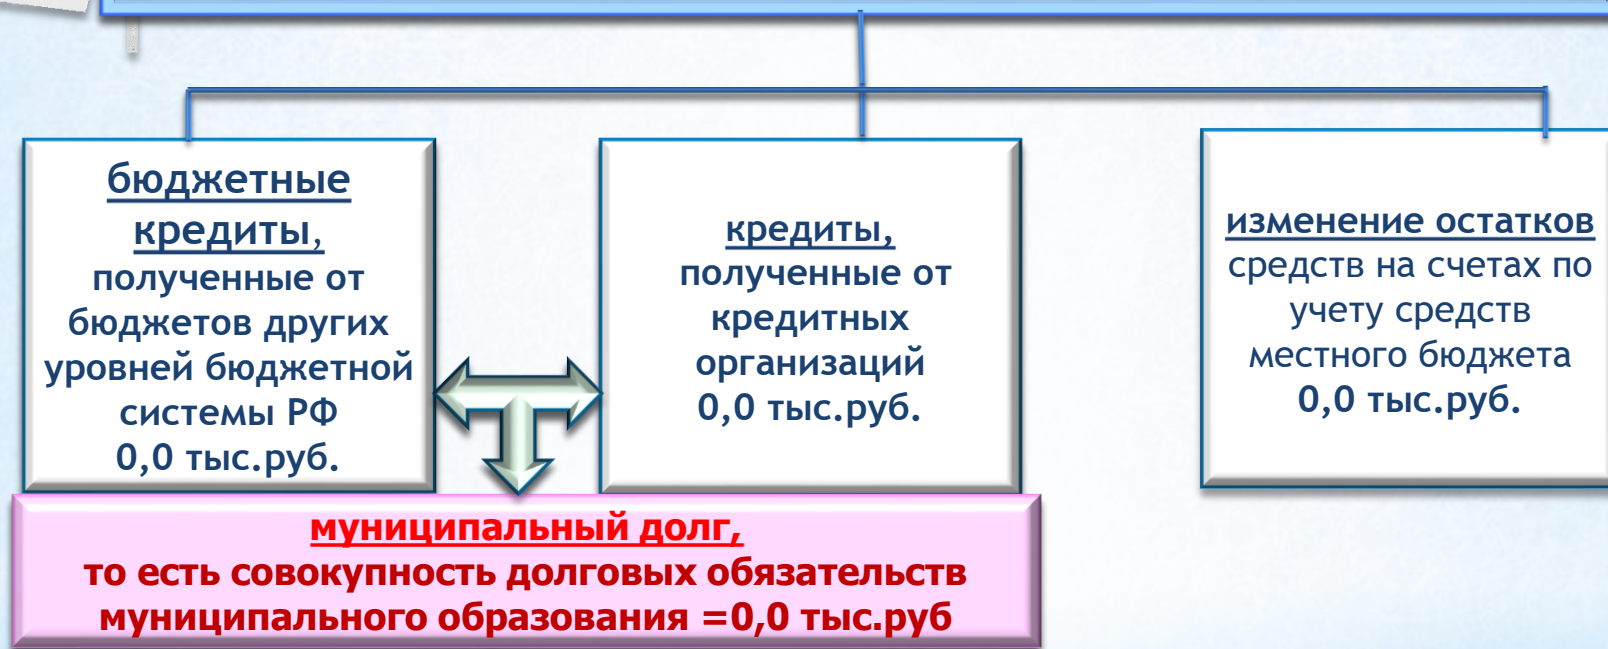 бюджетные
кредиты,
полученные от
бюджетов других
уровней бюджетной
системы РФ
0,0 тыс.руб.
кредиты,
полученные от
кредитных
организаций
0,0 тыс.руб.
изменение остатков
средств на счетах по
учету средств
местного бюджета
0,0 тыс.руб.
муниципальный долг,
то есть совокупность долговых обязательств
муниципального образования =0,0 тыс.руб